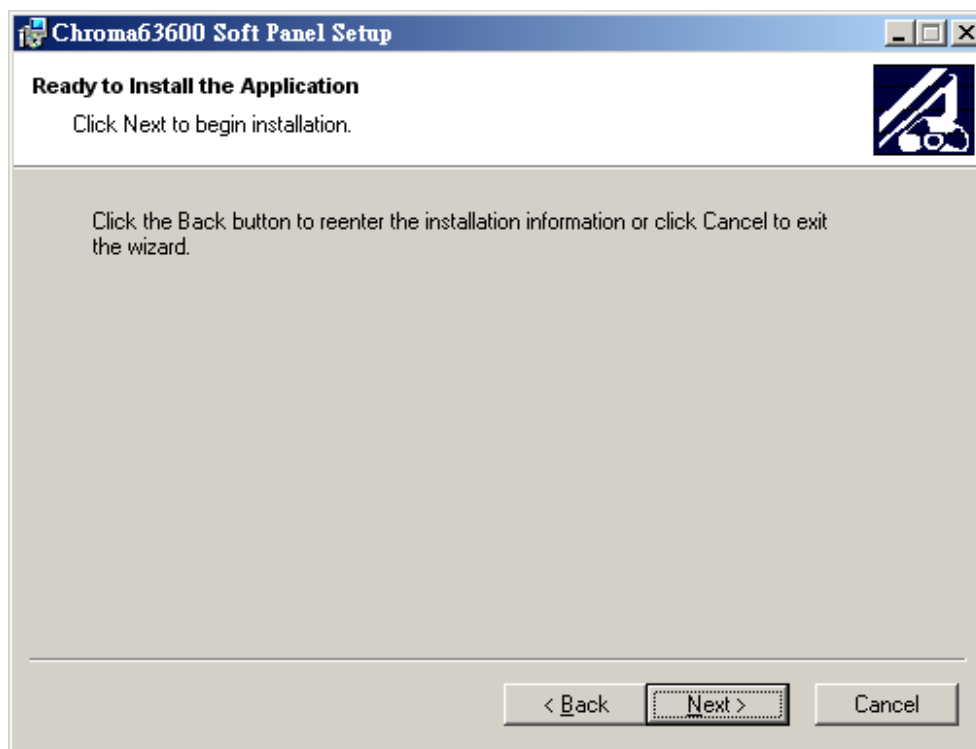 Chroma63600 Soft Panel Setup
Ready to Install the Application
Click Next to begin installation.
Click the Back button to reenter the installation information or click Cancel to exit
the wizard.
< Back
Next >
Cancel